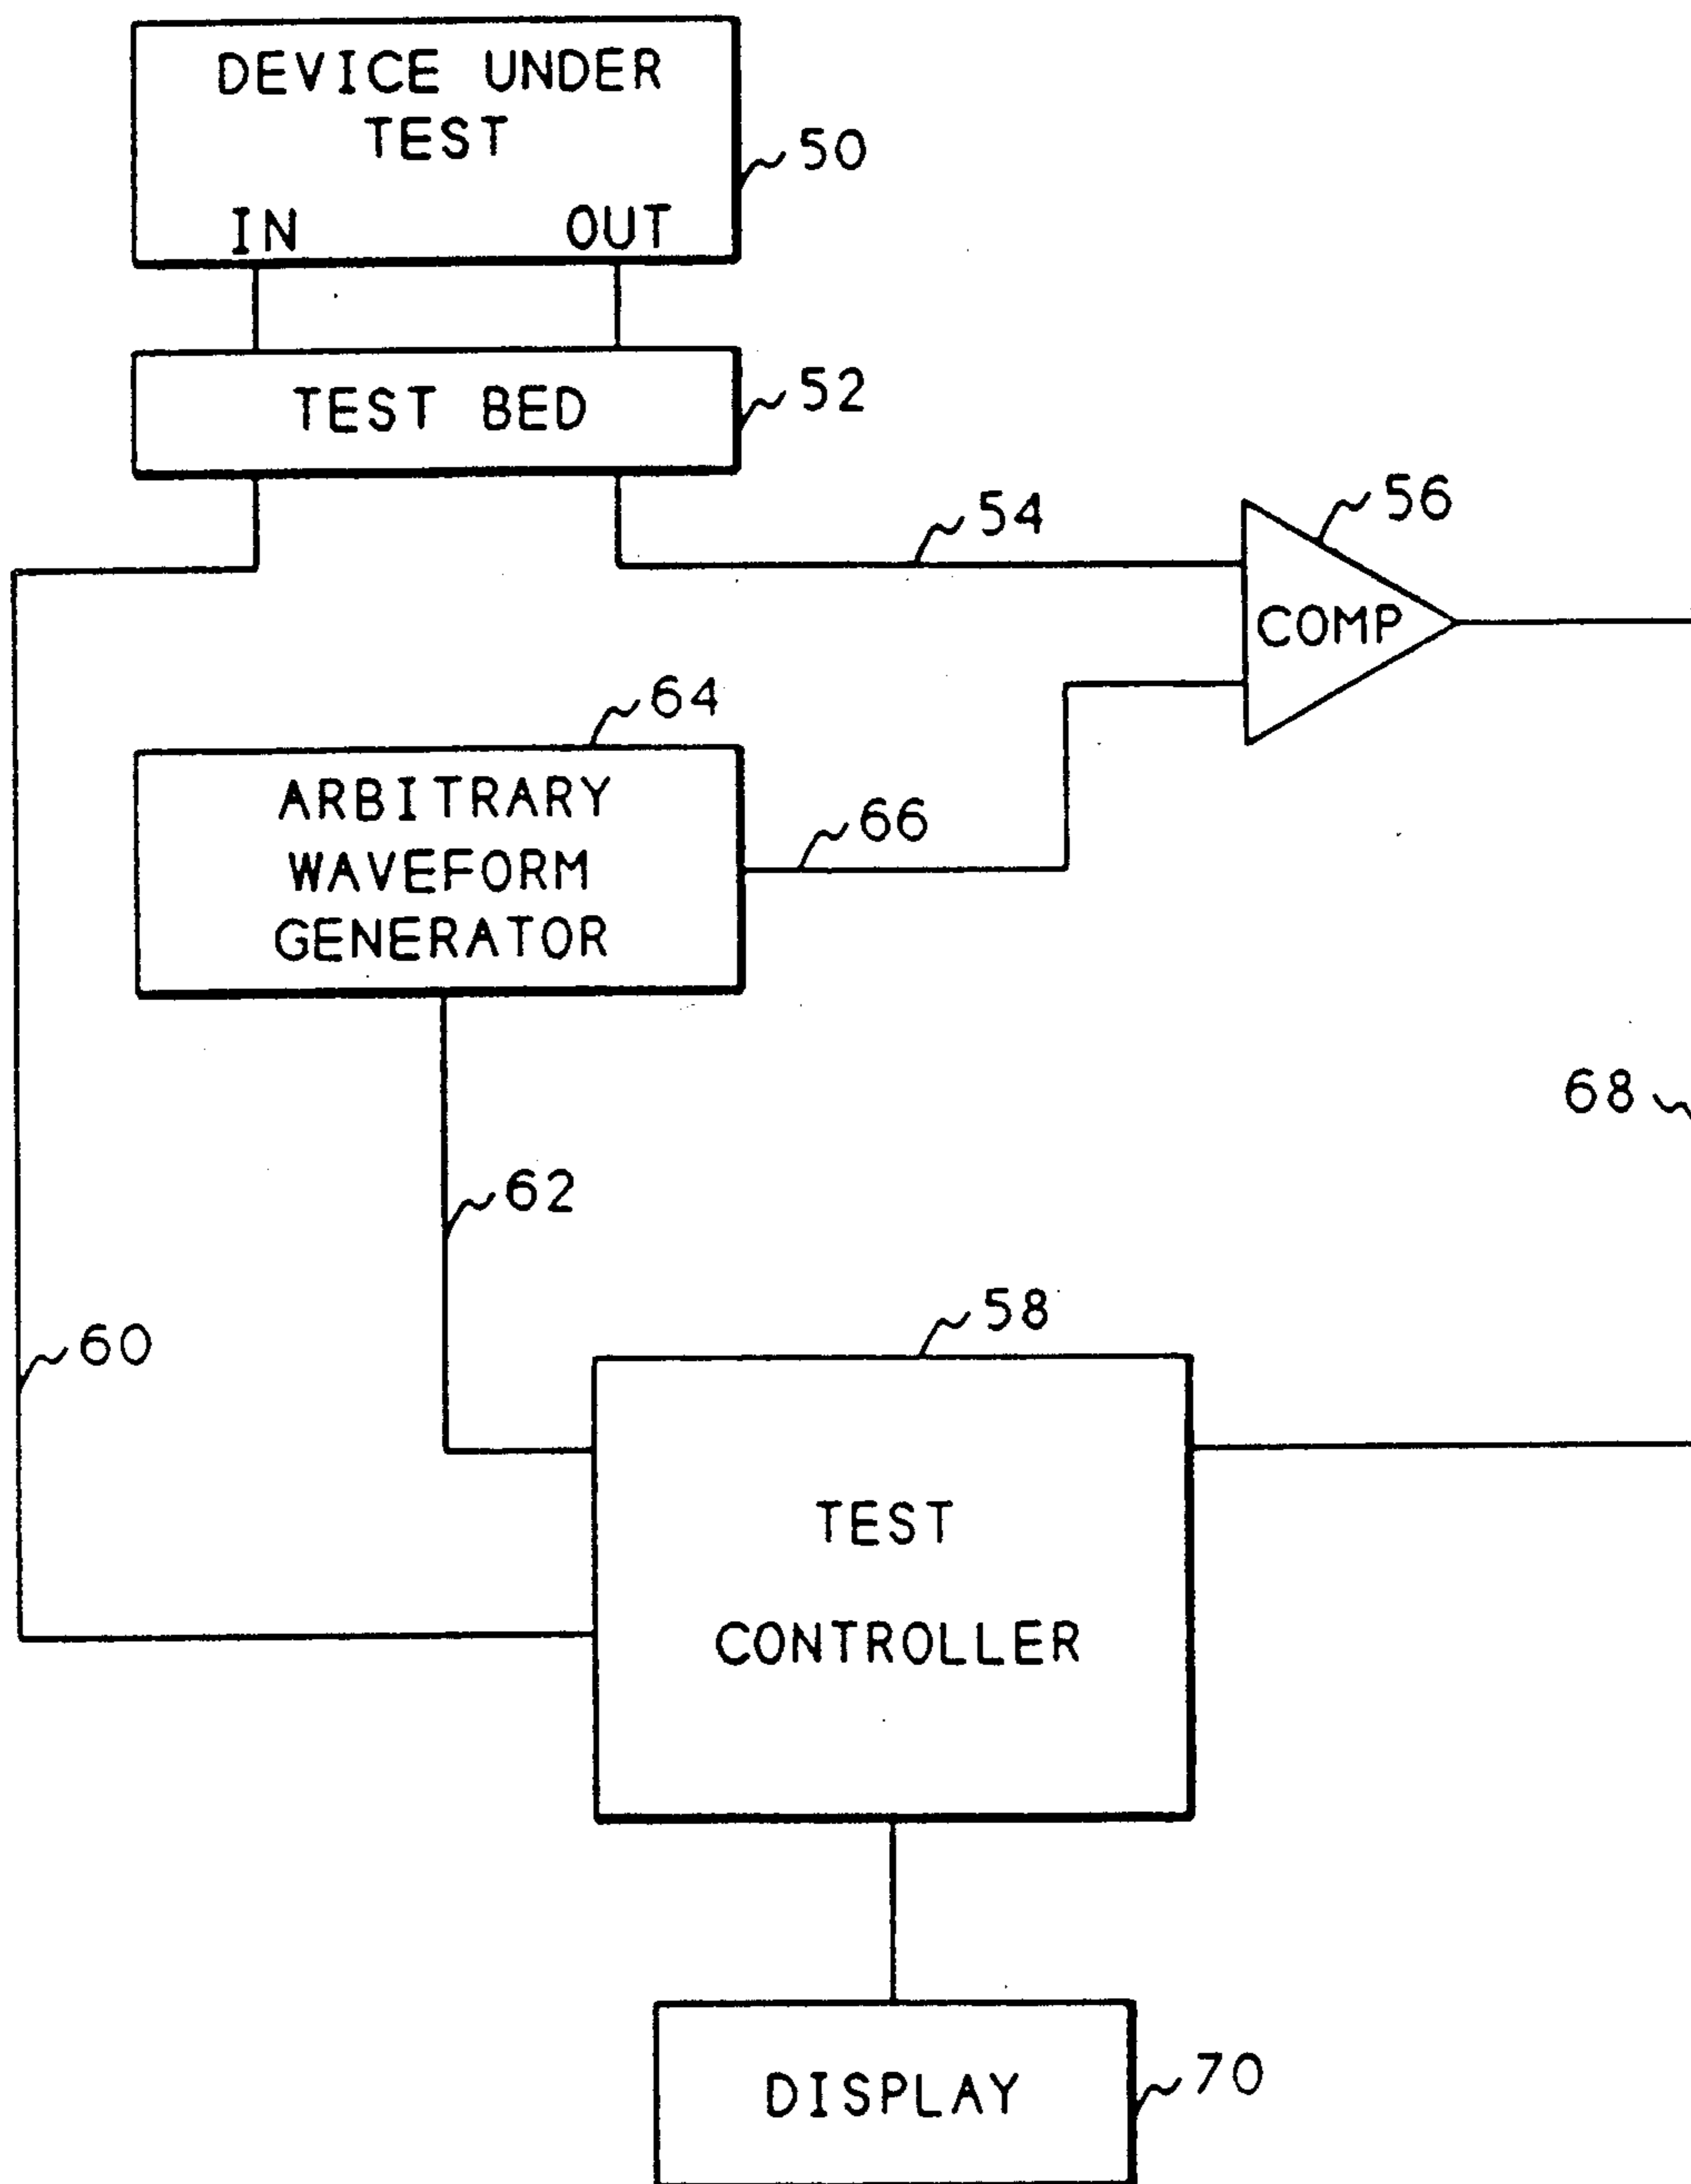 DEVICE UNDER
TEST
50
IN OUT
TEST BED
52
54
56
COMP
64
ARBITRARY
WAVEFORM
GENERATOR
66
68
62
58
60
TEST
CONTROLLER
DISPLAY
70